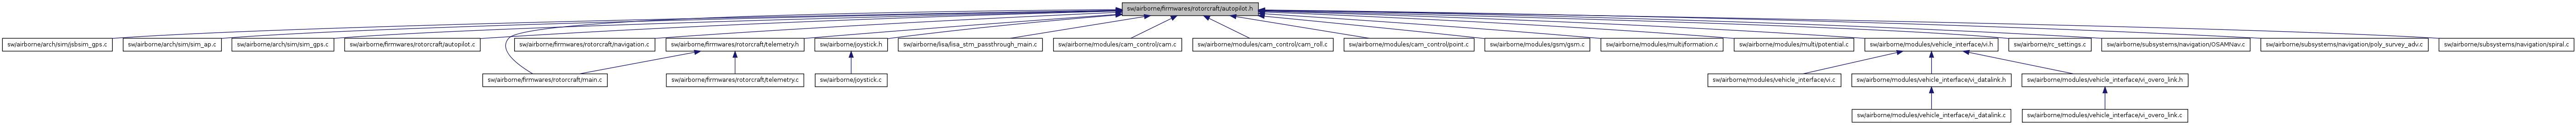 sw/airborne/firmwares/rotorcraft/autopilot.h
sw/airborne/arch/sim/jsbsim_gps.c
sw/airborne/arch/sim/sim_ap.c
sw/airborne/arch/sim/sim_gps.c
sw/airborne/firmwares/rotorcraft/autopilot.c
sw/airborne/firmwares/rotorcraft/navigation.c
sw/airborne/firmwares/rotorcraft/telemetry.h
sw/airborne/joystick.h
sw/airborne/lisa/lisa_stm_passthrough_main.c
sw/airborne/modules/cam_control/cam.c
sw/airborne/modules/cam_control/cam_roll.c
sw/airborne/modules/cam_control/point.c
sw/airborne/modules/gsm/gsm.c
sw/airborne/modules/multi/formation.c
sw/airborne/modules/multi/potential.c
sw/airborne/modules/vehicle_interface/vi.h
sw/airborne/rc_settings.c
sw/airborne/subsystems/navigation/OSAMNav.c
sw/airborne/subsystems/navigation/poly_survey_adv.c
sw/airborne/subsystems/navigation/spiral.c
sw/airborne/firmwares/rotorcraft/main.c
sw/airborne/firmwares/rotorcraft/telemetry.c
sw/airborne/joystick.c
sw/airborne/modules/vehicle_interface/vi.c
sw/airborne/modules/vehicle_interface/vi_datalink.h
sw/airborne/modules/vehicle_interface/vi_overo_link.h
sw/airborne/modules/vehicle_interface/vi_datalink.c
sw/airborne/modules/vehicle_interface/vi_overo_link.c